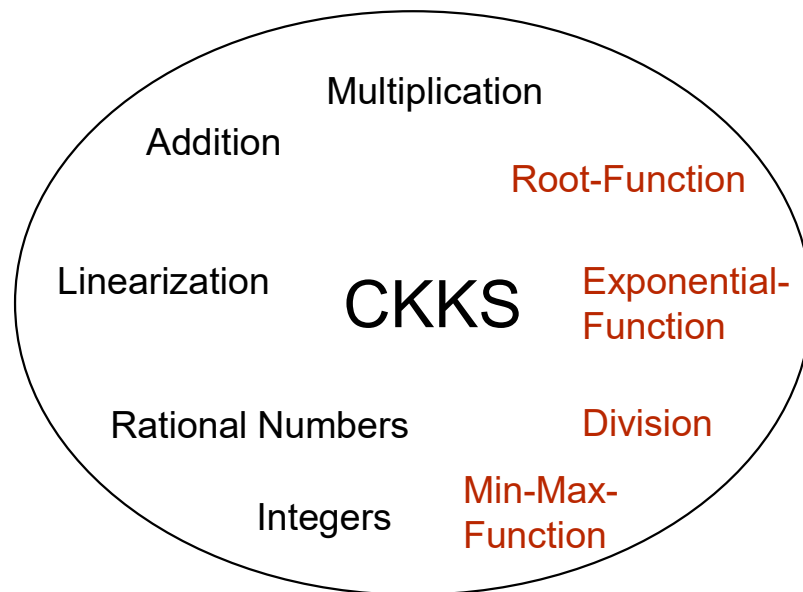 Multiplication
Addition
Root-Function
Linearization
CKKS
Exponential-
Function
Rational Numbers
Division
Integers
Min-Max-
Function